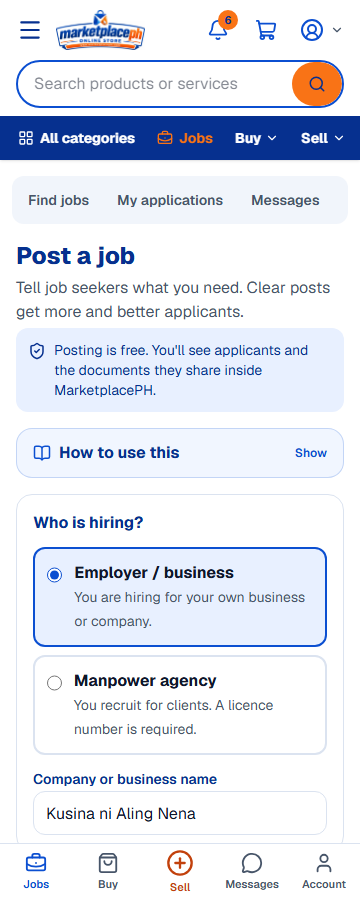 marketplaceph
ONLINE STORE
6
Search products or services
All categories
Jobs
Buy
Sell
Find jobs
My applications
Messages
Post a job
Tell job seekers what you need. Clear posts
get more and better applicants.
Posting is free. You'll see applicants and
the documents they share inside
MarketplacePH.
How to use this
Show
Who is hiring?
Employer / business
You are hiring for your own business
or company.
Manpower agency
You recruit for clients. A licence
number is required.
Company or business name
Kusina ni Aling Nena
Jobs
Buy
Sell
Messages
Account